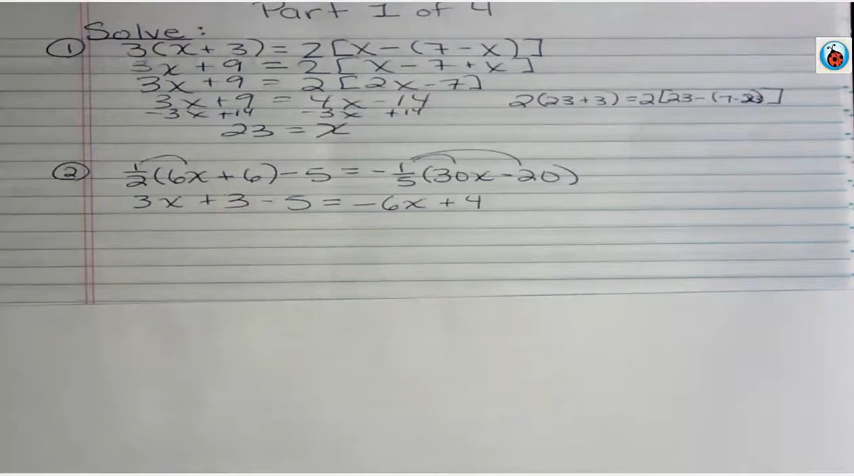 Part 1 of 4
Solve:
① 3(x + 3) = 2[x - (7 - x)]
3x + 9 = 2[x - 7 + x]
3x + 9 = 2[2x - 7]
3x + 9 = 4x - 14
-3x +14 -3x +14
2(23+3) = 2[23-(7-23)]
23 = x
② 1/2(6x + 6) - 5 = -1/5(30x - 20)
3x + 3 - 5 = -6x + 4